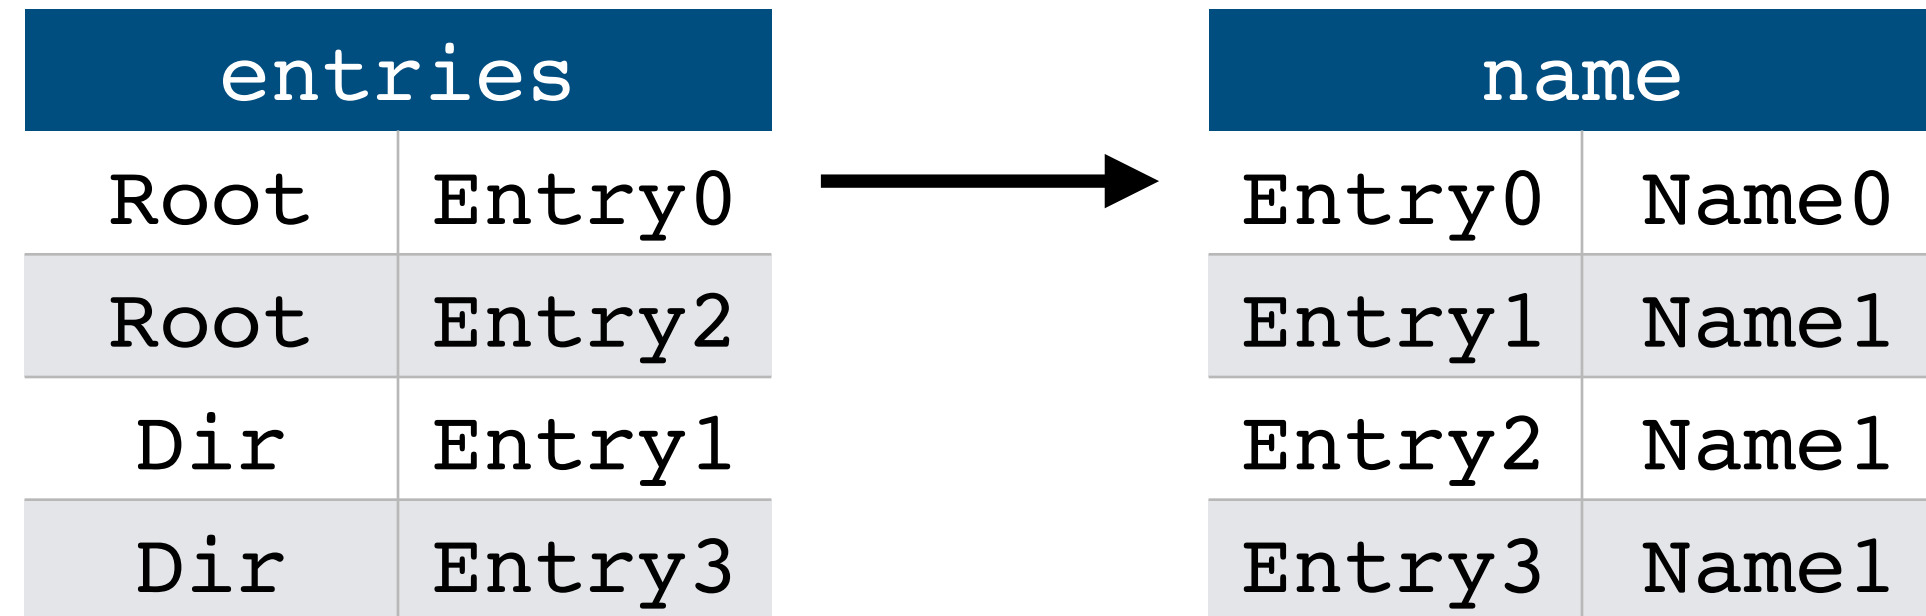 entries
Root Entry0
Root Entry2
Dir Entry1
Dir Entry3
name
Entry0 Name0
Entry1 Name1
Entry2 Name1
Entry3 Name1